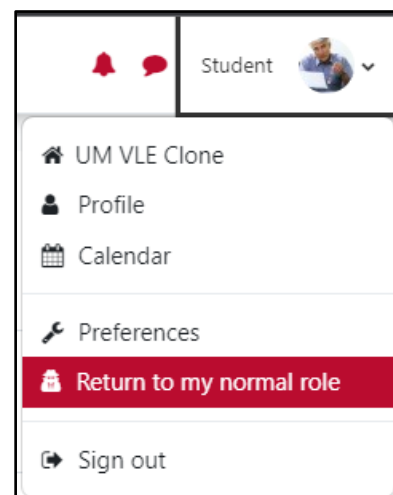 Student
UM VLE Clone
Profile
Calendar
Preferences
Return to my normal role
Sign out